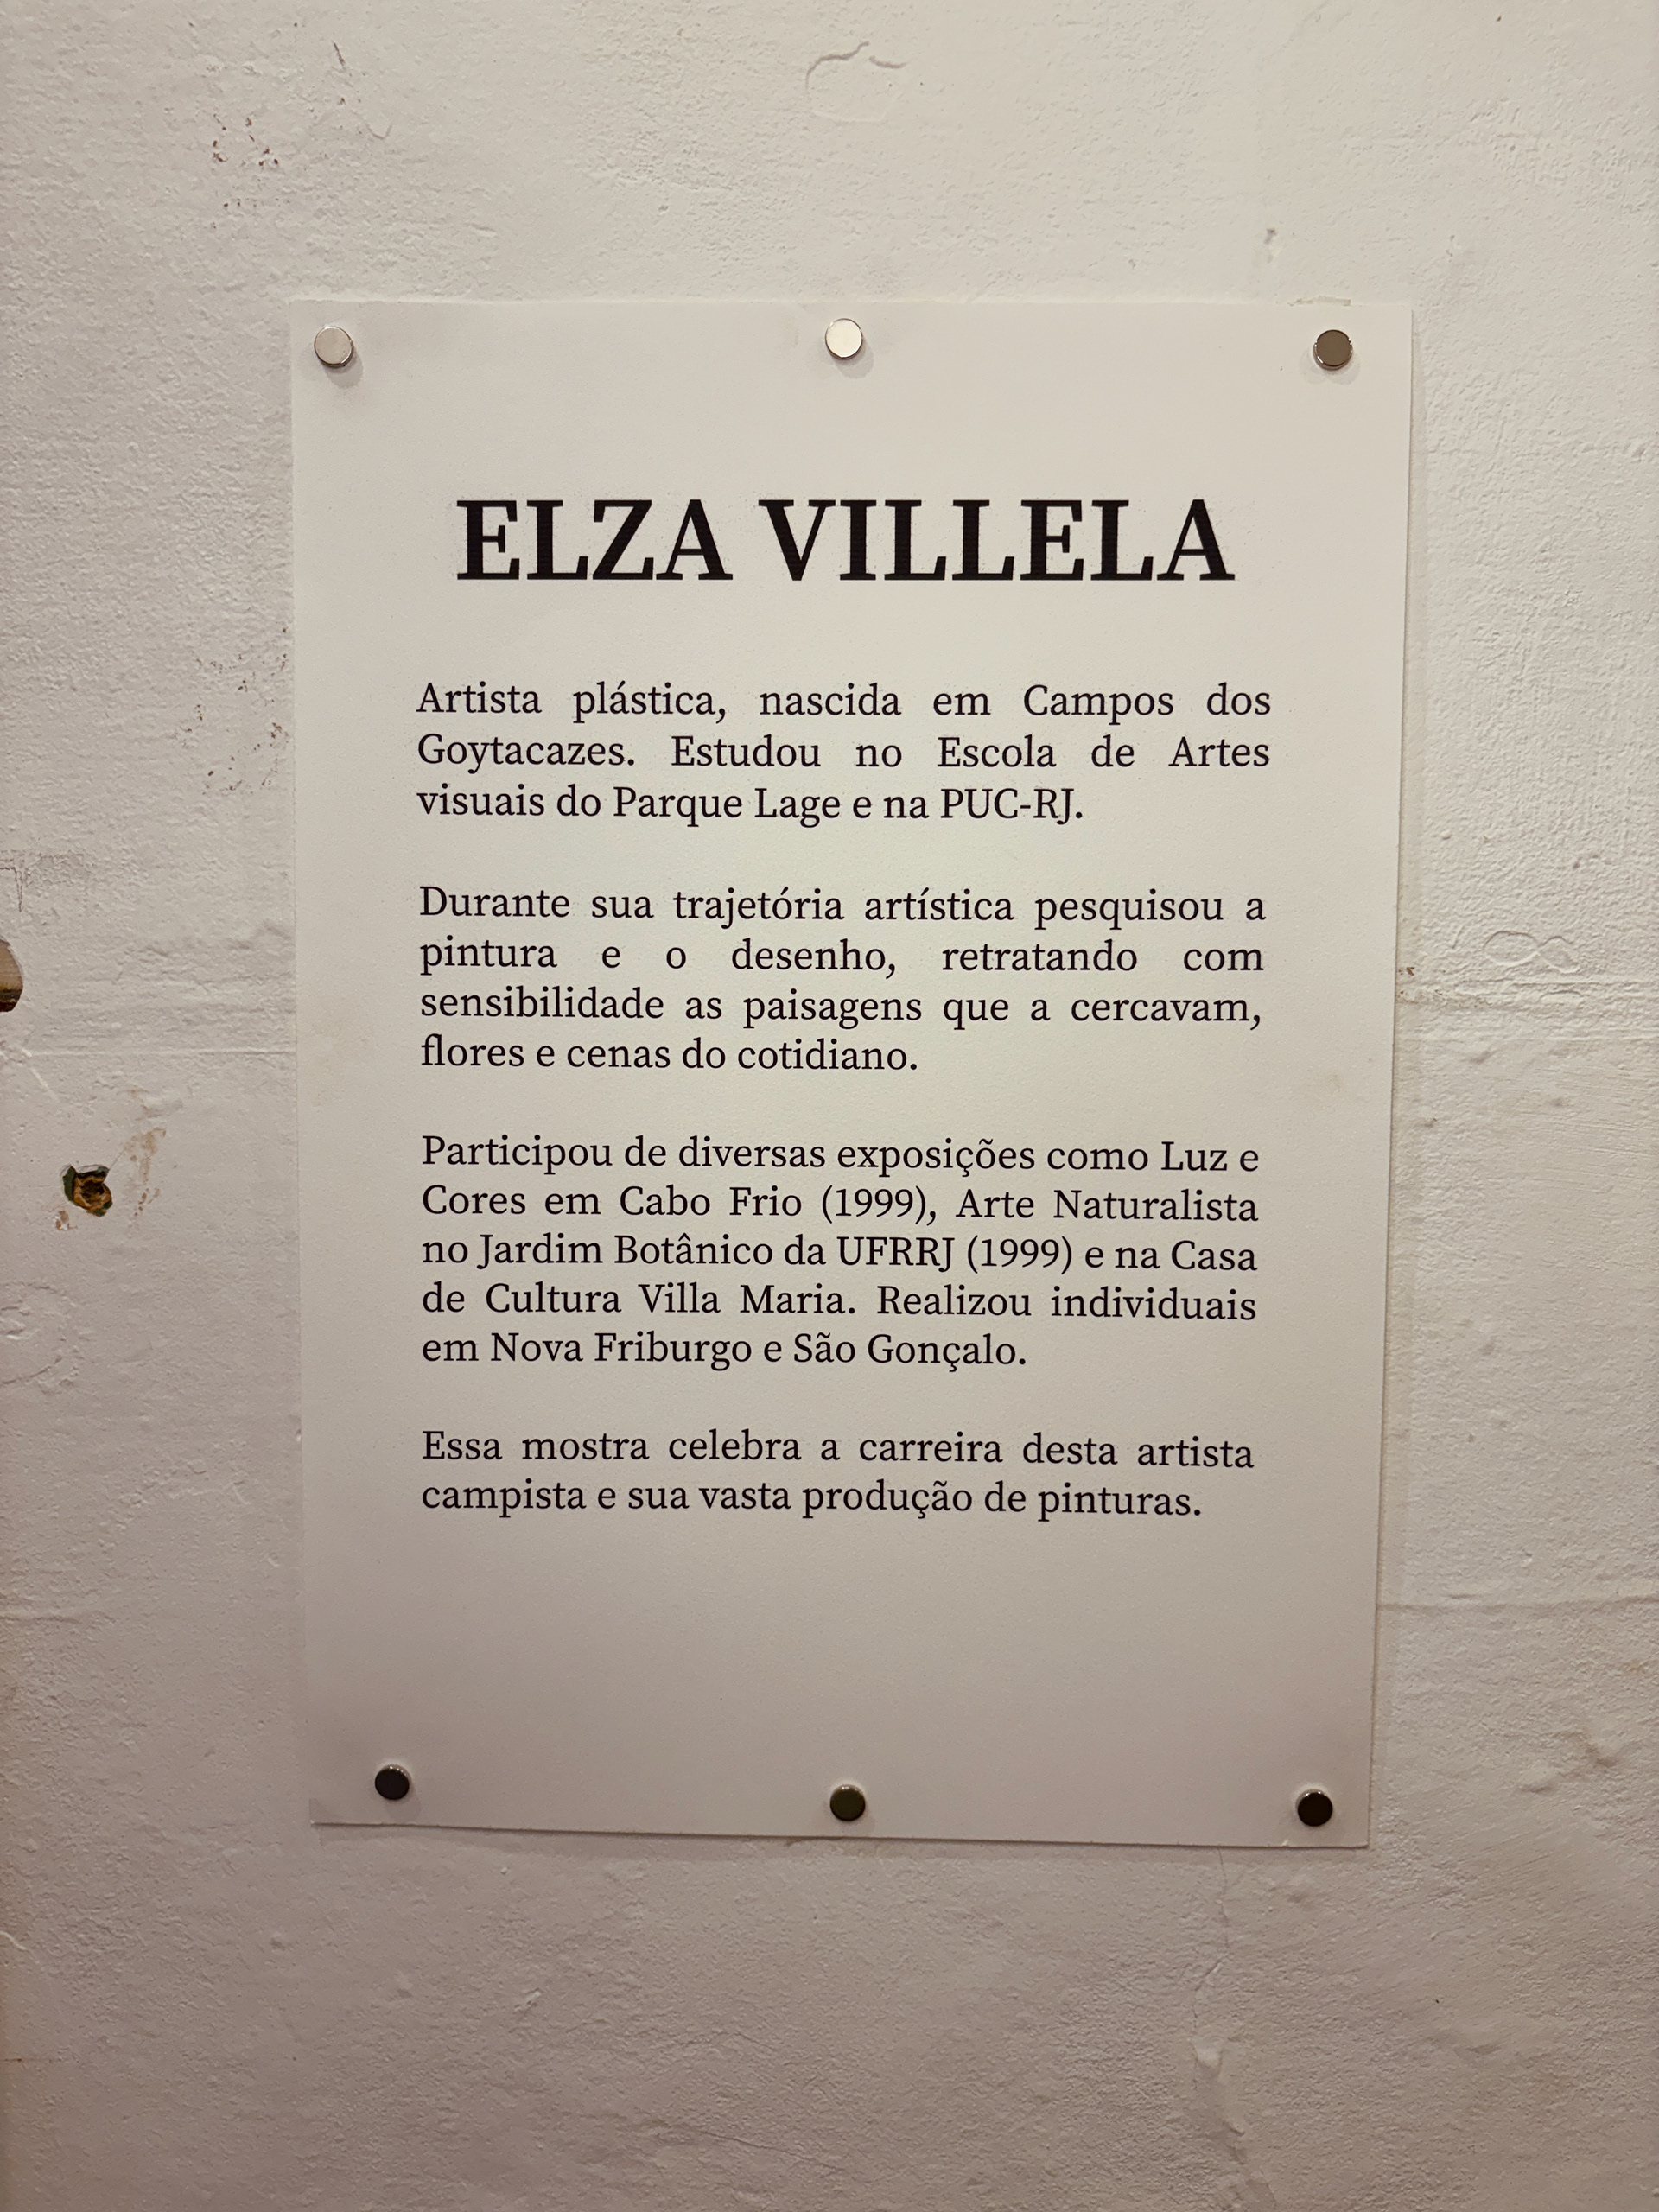 ELZA VILLELA
Artista plástica, nascida em Campos dos
Goytacazes. Estudou no Escola de Artes
visuais do Parque Lage e na PUC-RJ.
Durante sua trajetória artística pesquisou a
pintura e o desenho, retratando com
sensibilidade as paisagens que a cercavam,
flores e cenas do cotidiano.
Participou de diversas exposições como Luz e
Cores em Cabo Frio (1999), Arte Naturalista
no Jardim Botânico da UFRRJ (1999) e na Casa
de Cultura Villa Maria. Realizou individuais
em Nova Friburgo e São Gonçalo.
Essa mostra celebra a carreira desta artista
campista e sua vasta produção de pinturas.